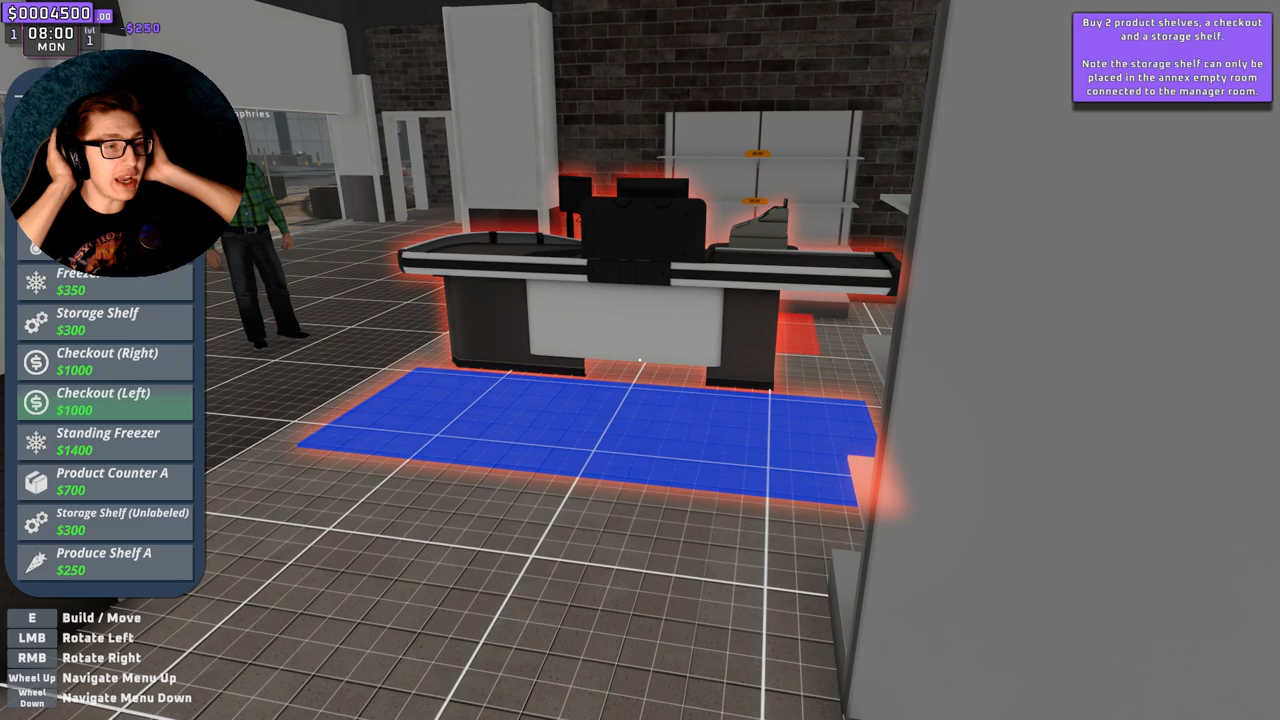 $0004500.00
-$250
1
08:00
MON
lvl
1
phries
Buy 2 product shelves, a checkout
and a storage shelf.
Note the storage shelf can only be
placed in the annex empty room
connected to the manager room.
Freeze
$350
Storage Shelf
$300
Checkout (Right)
$1000
Checkout (Left)
$1000
Standing Freezer
$1400
Product Counter A
$700
Storage Shelf (Unlabeled)
$300
Produce Shelf A
$250
E Build / Move
LMB Rotate Left
RMB Rotate Right
Wheel Up Navigate Menu Up
Wheel Down Navigate Menu Down